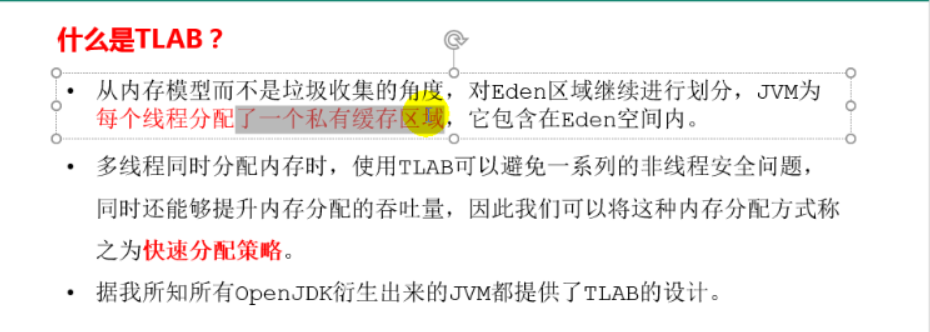 什么是TLAB？
• 从内存模型而不是垃圾收集的角度，对Eden区域继续进行划分，JVM为
每个线程分配了一个私有缓存区域，它包含在Eden空间内。
• 多线程同时分配内存时，使用TLAB可以避免一系列的非线程安全问题，
同时还能够提升内存分配的吞吐量，因此我们可以将这种内存分配方式称
之为快速分配策略。
• 据我所知所有OpenJDK衍生出来的JVM都提供了TLAB的设计。